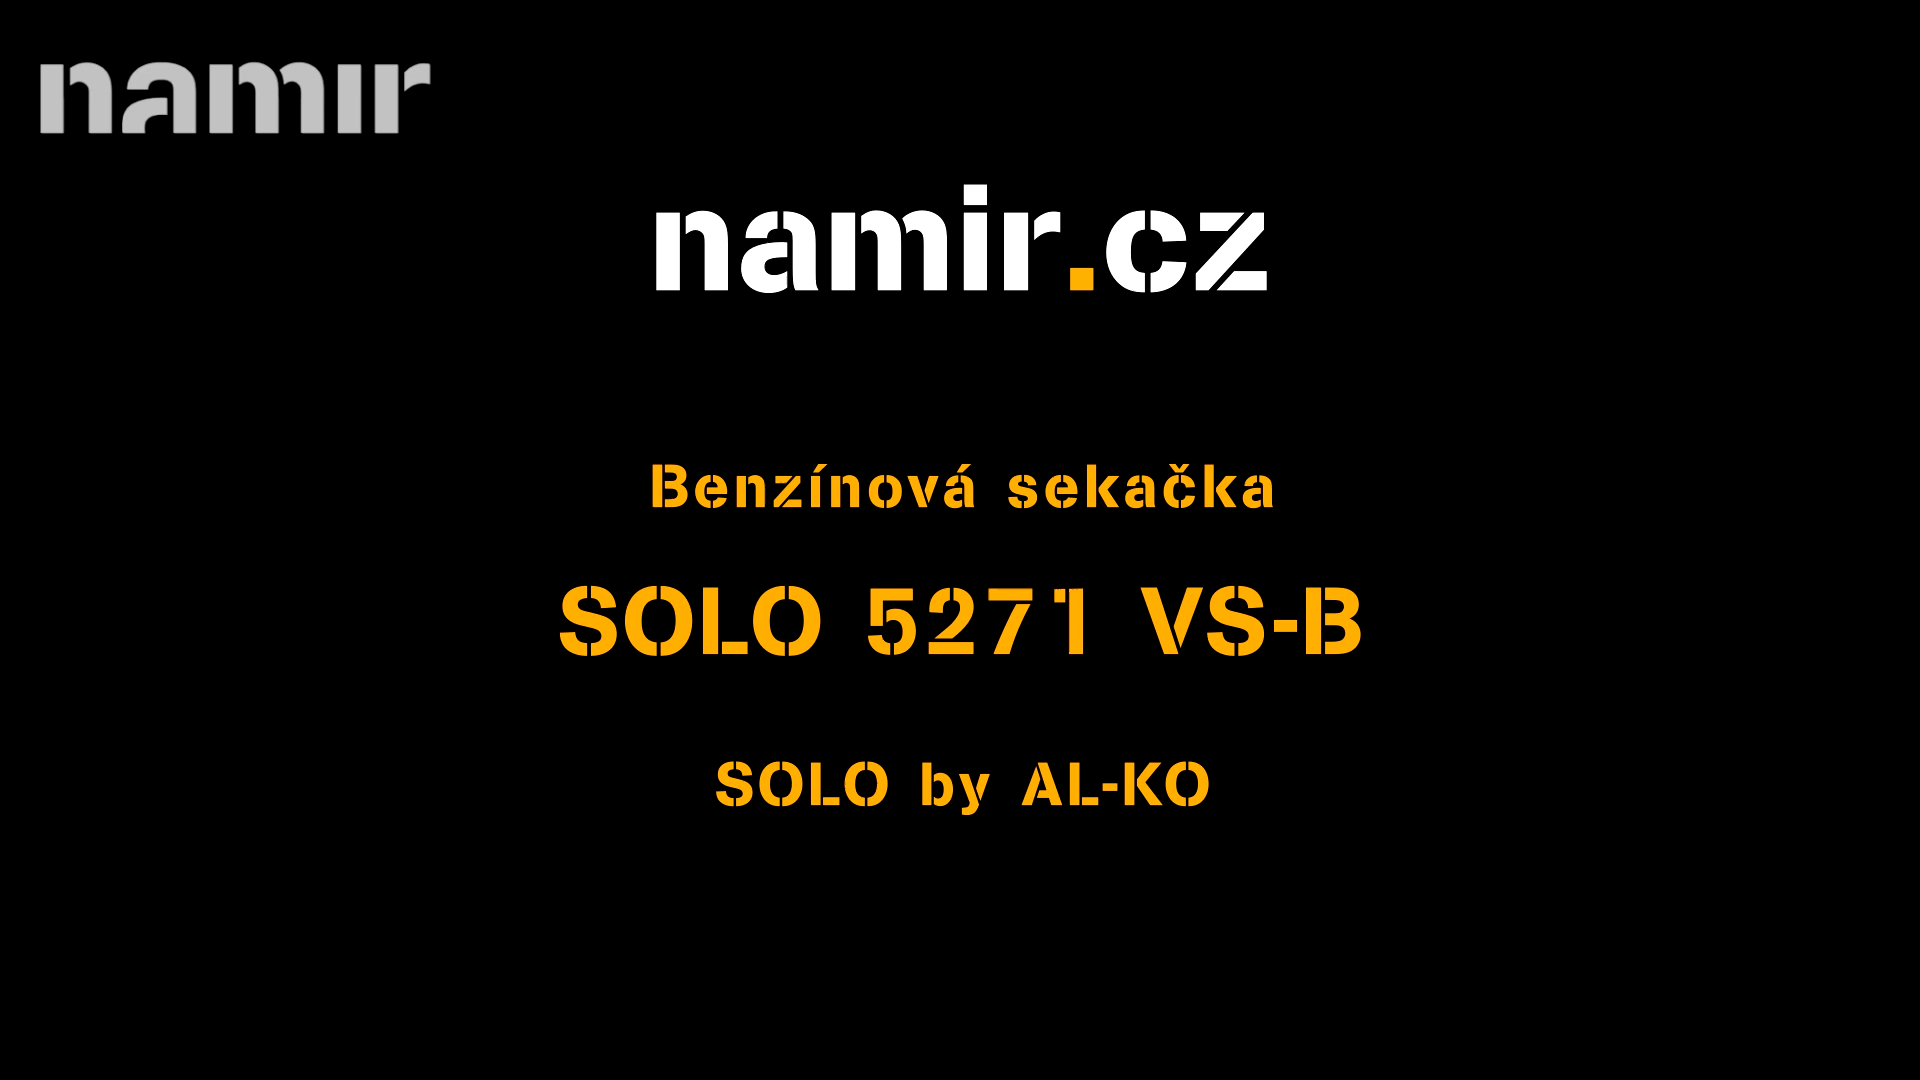 namir
namir.cz
Benzínová sekačka
SOLO 5271 VS-B
SOLO by AL-KO